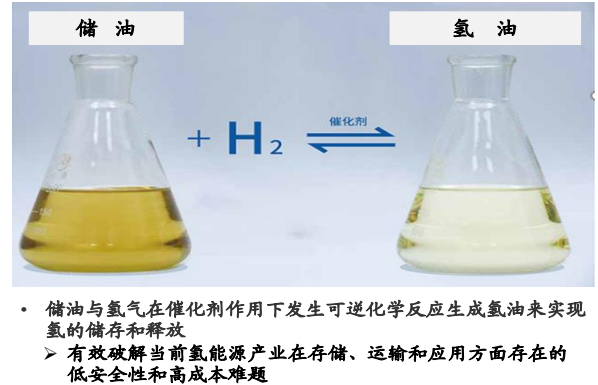 储油
氢 油
+ H2
催化剂
• 储油与氢气在催化剂作用下发生可逆化学反应生成氢油来实现
氢的储存和释放
➢ 有效破解当前氢能源产业在存储、运输和应用方面存在的
低安全性和高成本难题